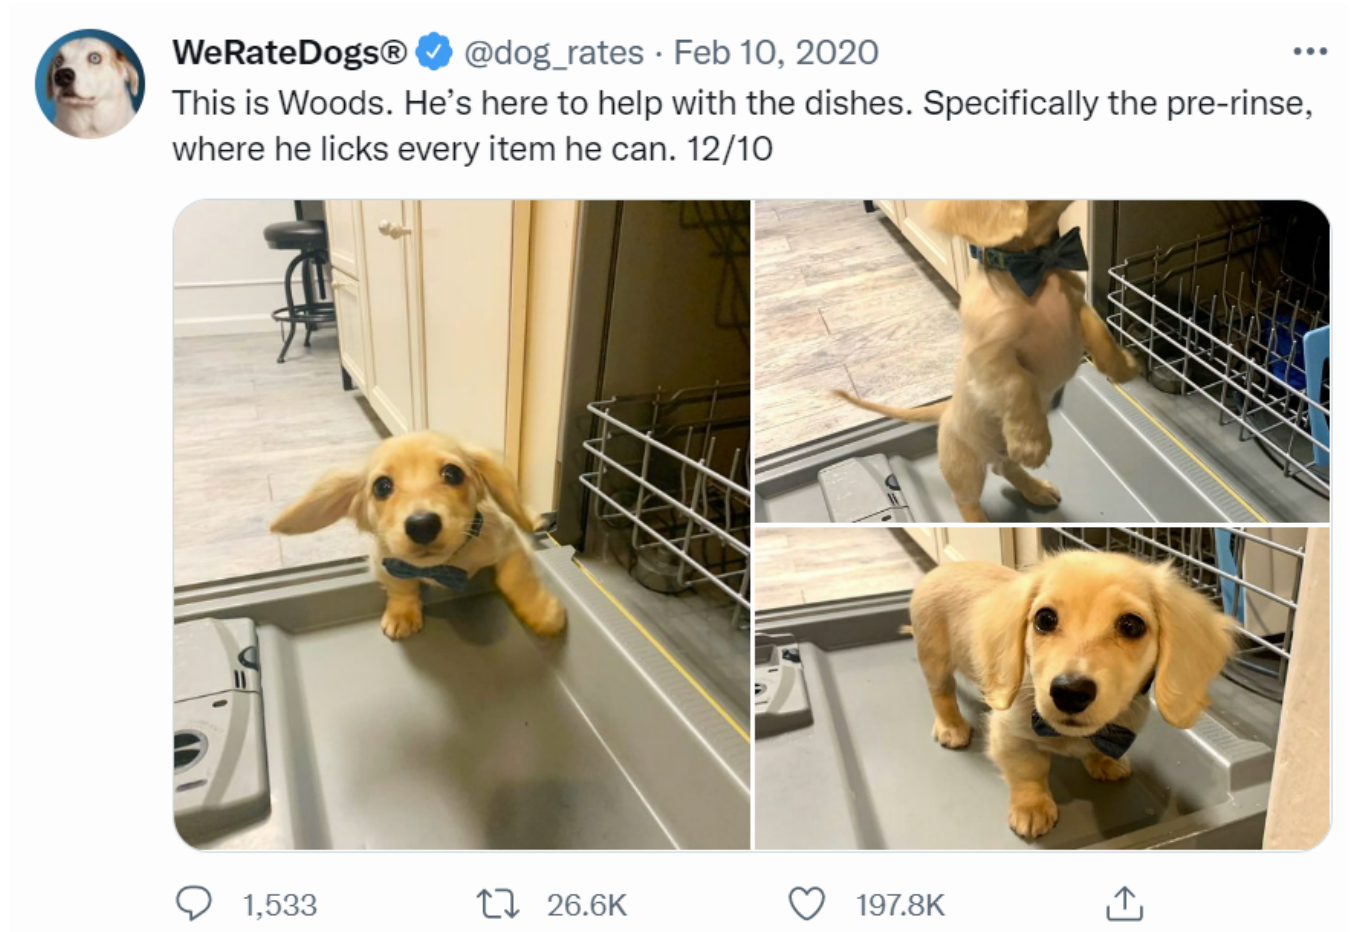 WeRateDogs® @dog_rates · Feb 10, 2020
This is Woods. He’s here to help with the dishes. Specifically the pre-rinse,
where he licks every item he can. 12/10
1,533 26.6K 197.8K